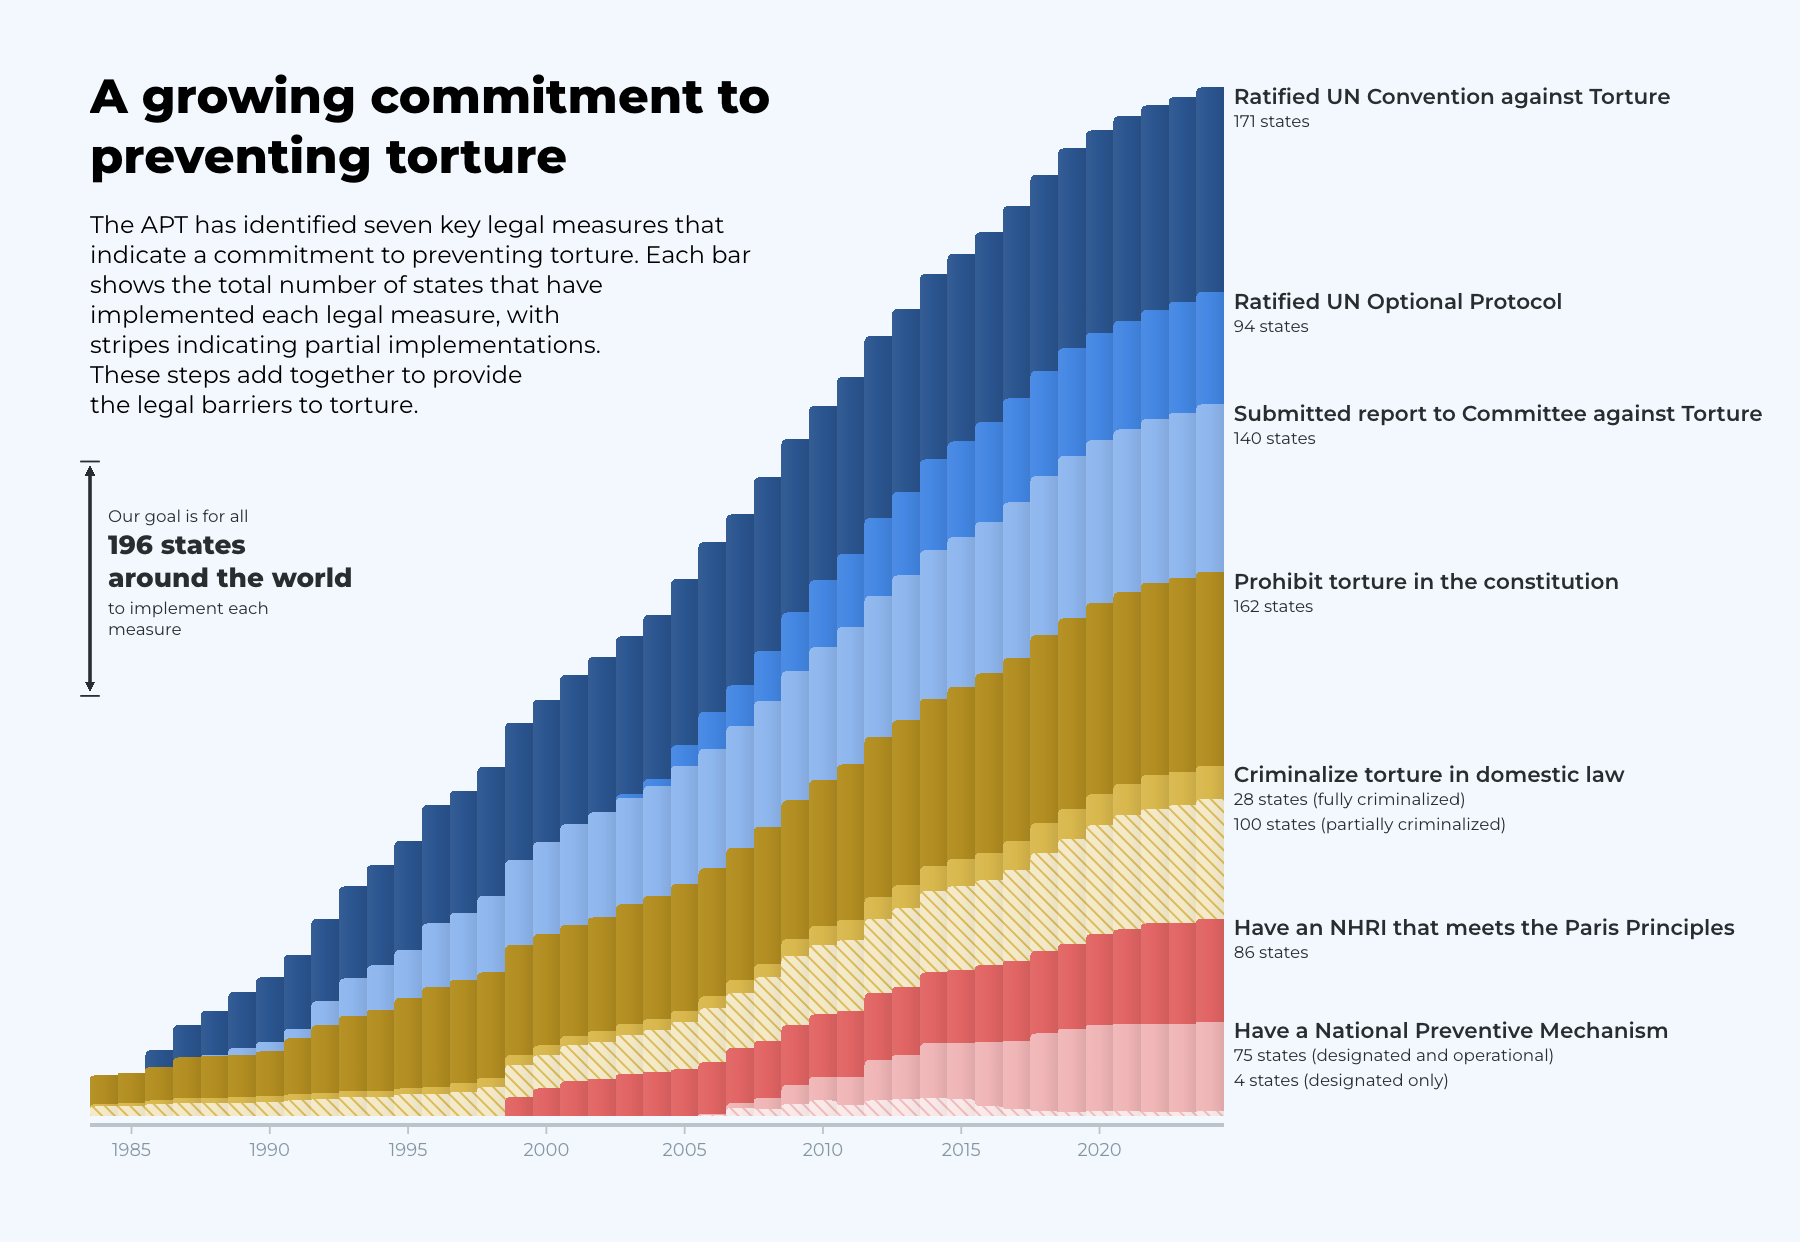 A growing commitment to
preventing torture
The APT has identified seven key legal measures that
indicate a commitment to preventing torture. Each bar
shows the total number of states that have
implemented each legal measure, with
stripes indicating partial implementations.
These steps add together to provide
the legal barriers to torture.
Our goal is for all
196 states
around the world
to implement each
measure
Ratified UN Convention against Torture
171 states
Ratified UN Optional Protocol
94 states
Submitted report to Committee against Torture
140 states
Prohibit torture in the constitution
162 states
Criminalize torture in domestic law
28 states (fully criminalized)
100 states (partially criminalized)
Have an NHRI that meets the Paris Principles
86 states
Have a National Preventive Mechanism
75 states (designated and operational)
4 states (designated only)
1985 1990 1995 2000 2005 2010 2015 2020